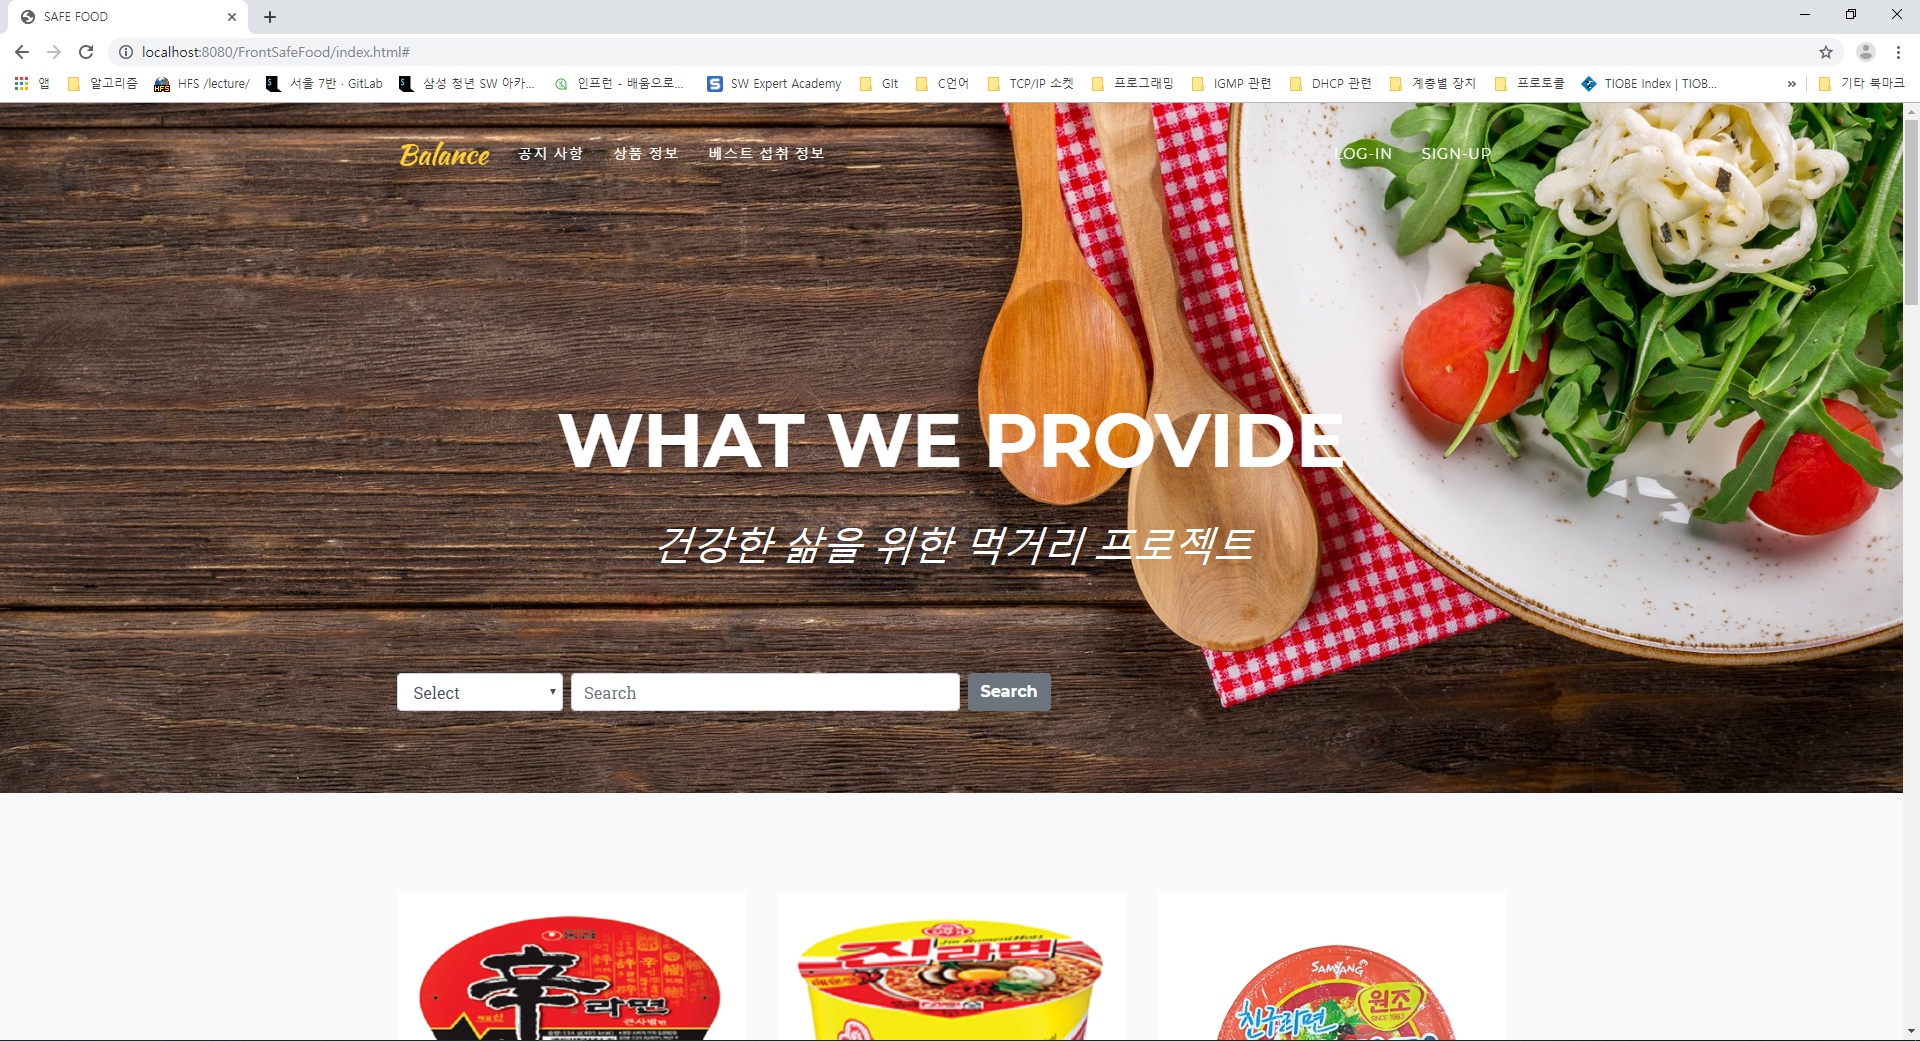 SAFE FOOD
localhost:8080/FrontSafeFood/index.html#
앱 알고리즘 HFS /lecture/ 서울 7반 · GitLab 삼성 청년 SW 아카... 인프런 - 배움으로... SW Expert Academy Git C언어 TCP/IP 소켓 프로그래밍 IGMP 관련 DHCP 관련 계층별 장치 프로토콜 TIOBE Index | TIOB... » 기타 북마크
Balance 공지 사항 상품 정보 베스트 섭취 정보 LOG-IN SIGN-UP
WHAT WE PROVIDE
건강한 삶을 위한 먹거리 프로젝트
Select Search Search
농심
辛라면
큰사발면
진라면
SAMYANG
원조
SINCE 1963
친구라면